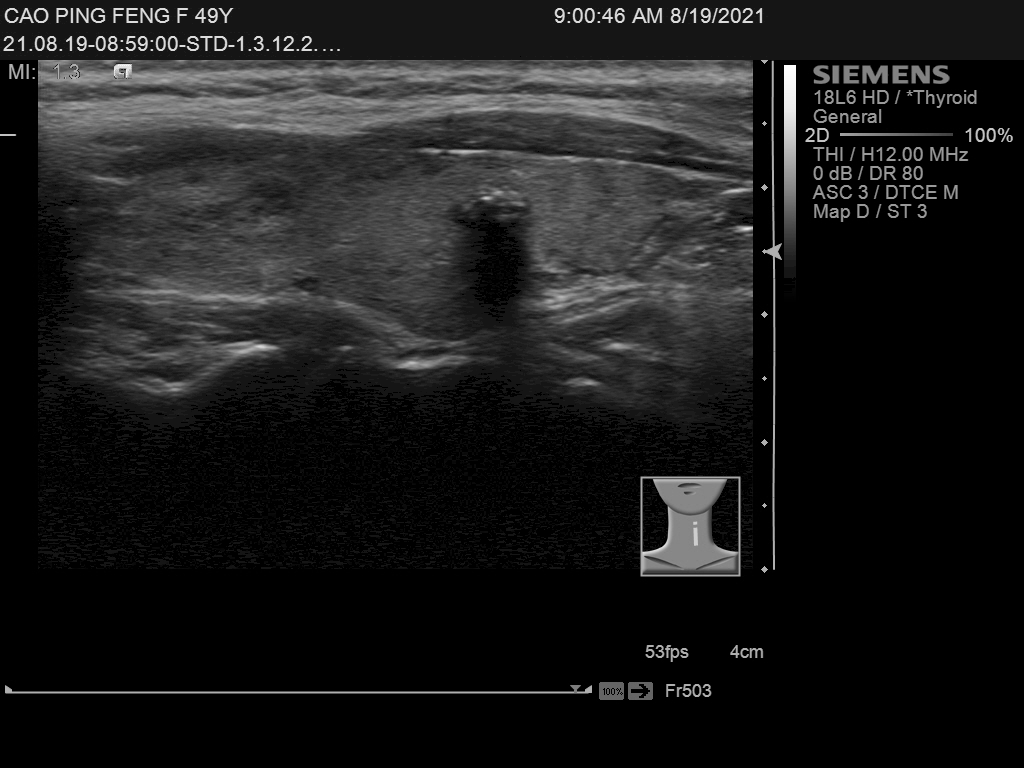 CAO PING FENG F 49Y
9:00:46 AM 8/19/2021
21.08.19-08:59:00-STD-1.3.12.2....
MI: 1.3
SIEMENS
18L6 HD / *Thyroid
General
2D 100%
THI / H12.00 MHz
0 dB / DR 80
ASC 3 / DTCE M
Map D / ST 3
53fps 4cm
100% Fr503